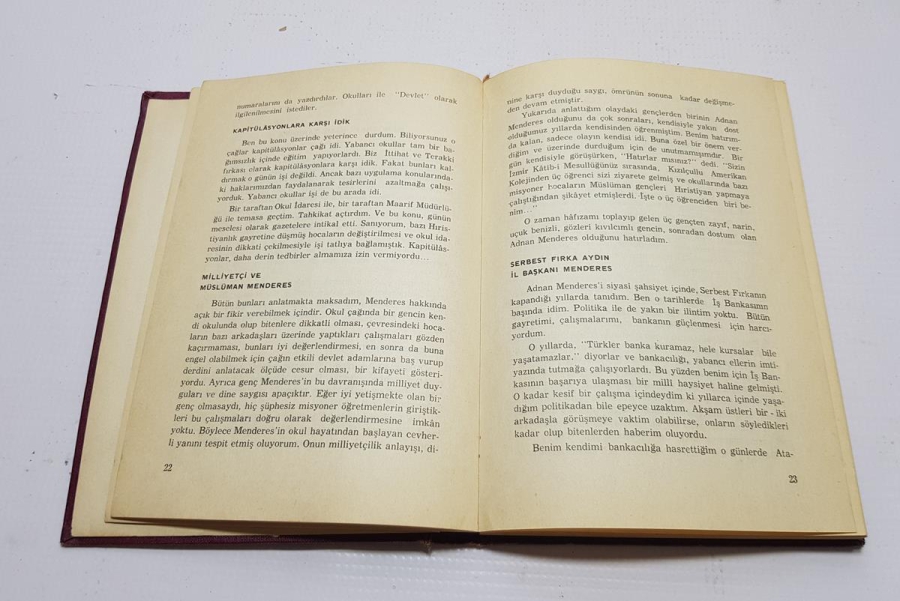 mamaralarını da yazdırdılar. Okulları ile "Devlet" olarak
ilgilenilmesini istediler.
KAPİTÜLÂSYONLARA KARŞI İDİK
Ben bu konu üzerinde yeterince durdum. Biliyorsunuz o
çağlar kapitülâsyonlar çağı idi. Yabancı okullar tam bir ba-
ğımsızlık içinde eğitim yapıyorlardı. Biz İttihat ve Terakki
fırkası olarak kapitülâsyonlara karşı idik. Fakat bunları kal-
dırmak o günün işi değildi. Ancak bazı uygulama konularında,
ki haklarımızdan faydalanarak tesirlerini azaltmağa çalışı-
yorduk. Yabancı okullar işi de bu arada idi.
Bir taraftan Okul İdaresi ile, bir taraftan Maarif Müdürlü-
ğü ile temasa geçtim. Tahkikat açtırdım. Ve bu konu, günün
meselesi olarak gazetelere intikal etti. Sanıyorum, bazı Hıris-
tiyanlık gayretine düşmüş hocaların değiştirilmesi ve okul ida-
resinin dikkati çekilmesiyle işi tatlıya bağlamıştık. Kapitülâs-
yonlar, daha derin tedbirler almanıza izin vermiyordu...
MİLLİYETÇİ VE
MÜSLÜMAN MENDERES
Bütün bunları anlatmakta maksadım, Menderes hakkında
açık bir fikir verebilmek içindir. Okul çağında bir gencin ken-
di okulunda olup bitenlere dikkatli olması, çevresindeki hoca-
ların bazı arkadaşları üzerinde yaptıkları çalışmaları gözden
kaçırmaması, bunları iyi değerlendirmesi, en sonra da buna
engel olabilmek için çağın etkili devlet adamlarına baş vurup
derdini anlatacak ölçüde cesur olması, bir kifayeti gösteri-
yordu. Ayrıca genç Menderes'in bu davranışında milliyet duy-
guları ve dine saygısı apaçıktır. Eğer iyi yetişmekte olan bir
genç olmasaydı, hiç şüphesiz misyoner öğretmenlerin giriştik-
leri bu çalışmaları doğru olarak değerlendirmesine imkân
yoktu. Böylece Menderes'in okul hayatından başlayan cevher-
li yanını tespit etmiş oluyorum. Onun milliyetçilik anlayışı, di-
22
nine karşı duyduğu saygı, ömrünün sonuna kadar değişme-
den devam etmiştir.
Yukarıda anlattığım olaydaki gençlerden birinin Adnan
Menderes olduğunu da çok sonraları, kendisiyle yakın dost
olduğumuz yıllarda kendisinden öğrenmiştim. Benim hatırım-
da kalan, sadece olayın kendisi idi. Buna özel bir önem ver-
diğim ve üzerinde durduğum için de unutmamışımdır. Bir
gün kendisiyle görüşürken, "Hatırlar mısınız?" dedi. "Sizin
İzmir Kâtib-i Mesullüğünüz sırasında, Kızılçullu Amerikan
Kolejinden üç öğrenci sizi ziyarete gelmiş ve okullarında bazı
misyoner hocaların Müslüman gençleri Hıristiyan yapmaya
çalıştığından şikâyet etmişlerdi. İşte o üç öğrenciden biri be-
nim..."
O zaman hâfızamı toplayıp gelen üç gençten zayıf, narin,
uçuk benizli, gözleri kıvılcımlı gencin, sonradan dostum olan
Adnan Menderes olduğunu hatırladım.
SERBEST FIRKA AYDIN
İL BAŞKANI MENDERES
Adnan Menderes'i siyasi şahsiyet içinde, Serbest Fırkanın
kapandığı yıllarda tanıdım. Ben o tarihlerde İş Bankasının
başında idim. Politika ile de yakın bir ilintim yoktu. Bütün
gayretimi, çalışmalarımı, bankanın güçlenmesi için harcı-
yordum.
O yıllarda, "Türkler banka kuramaz, hele kursalar bile
yaşatamazlar." diyorlar ve bankacılığı, yabancı ellerin imti-
yazında tutmağa çalışıyorlardı. Bu yüzden benim için İş Ban-
kasının başarıya ulaşması bir milli haysiyet haline gelmişti.
O kadar kesif bir çalışma içindeydim ki yıllarca içinde yaşa-
dığım politikadan bile epeyce uzaktım. Akşam üstleri bir - iki
arkadaşla görüşmeye vaktim olabilirse, onların söyledikleri
kadar olup bitenlerden haberim oluyordu.
Benim kendimi bankacılığa hasrettiğim o günlerde Ata-
23